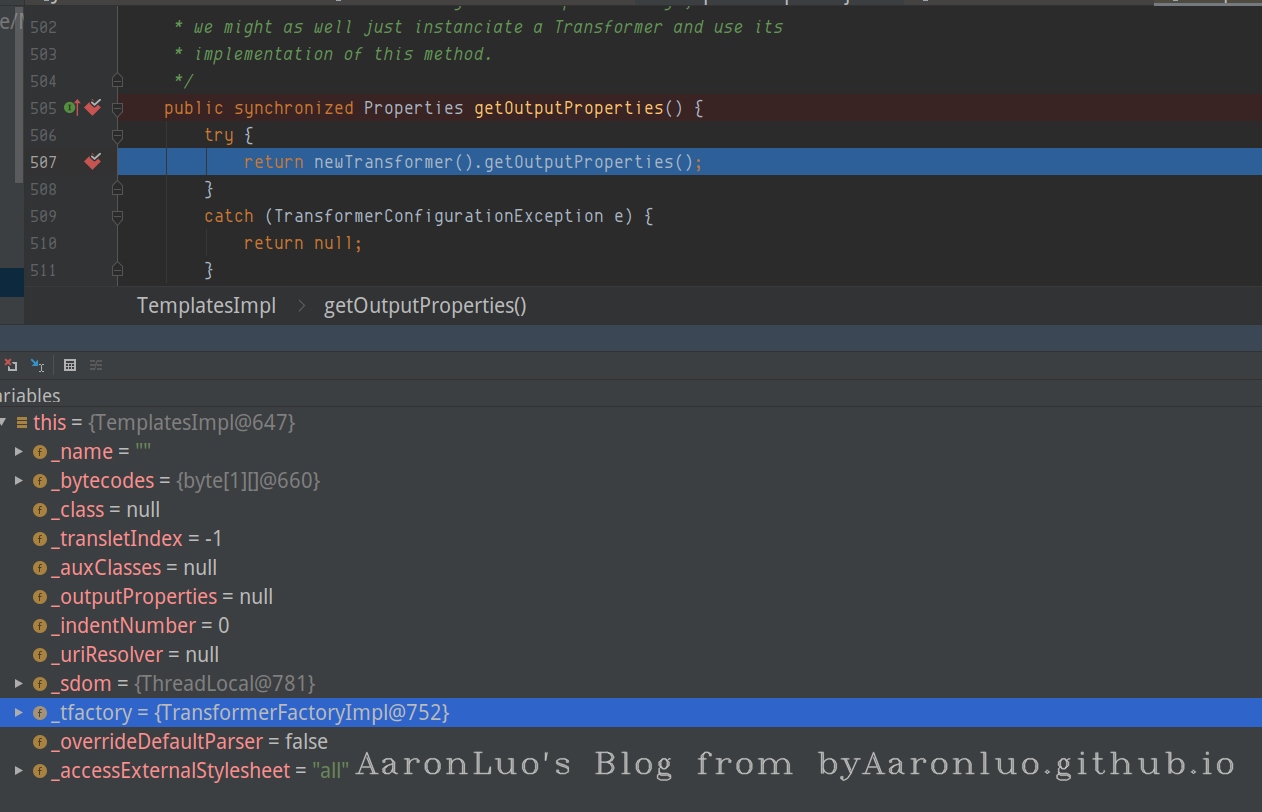 502 * we might as well just instanciate a Transformer and use its
503 * implementation of this method.
504 */
505 public synchronized Properties getOutputProperties() {
506 try {
507 return newTransformer().getOutputProperties();
508 }
509 catch (TransformerConfigurationException e) {
510 return null;
511 }
TemplatesImpl > getOutputProperties()
riables
this = {TemplatesImpl@647}
_name = ""
_bytecodes = {byte[1][]@660}
_class = null
_transletIndex = -1
_auxClasses = null
_outputProperties = null
_indentNumber = 0
_uriResolver = null
_sdom = {ThreadLocal@781}
_tfactory = {TransformerFactoryImpl@752}
_overrideDefaultParser = false
_accessExternalStylesheet = "all"
AaronLuo's Blog from byAaronluo.github.io